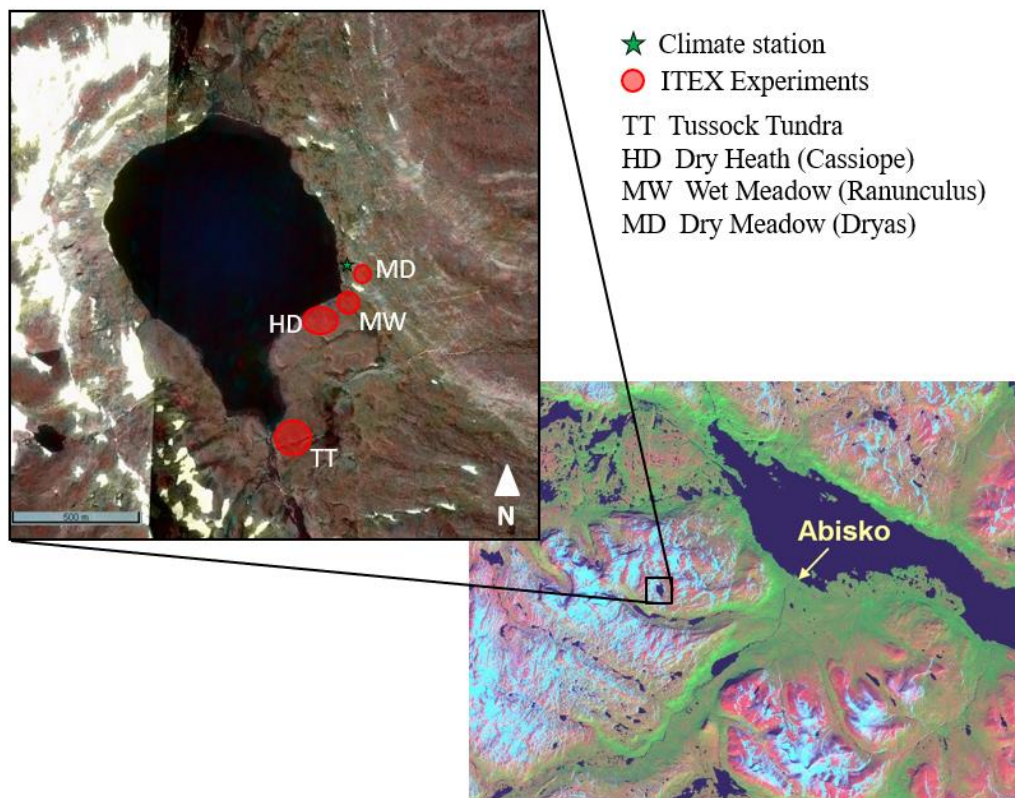 Climate station
ITEX Experiments
TT Tussock Tundra
HD Dry Heath (Cassiope)
MW Wet Meadow (Ranunculus)
MD Dry Meadow (Dryas)
MD
MW
HD
TT
N
500 m
Abisko